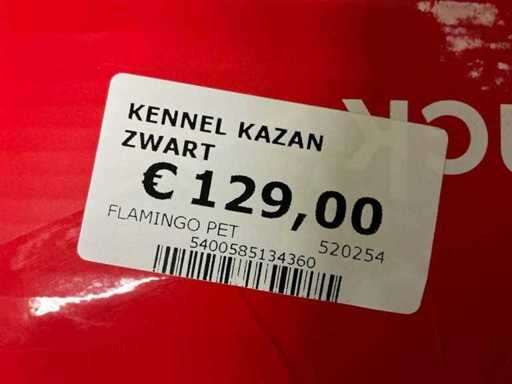 KENNEL KAZAN
ZWART
€ 129,00
FLAMINGO PET 520254
5400585134360